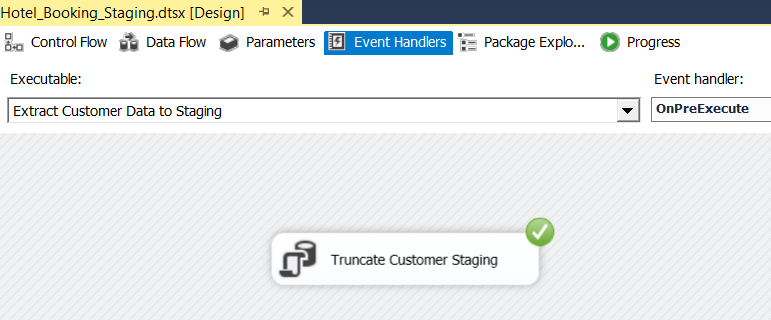 Hotel_Booking_Staging.dtsx [Design]
Control Flow Data Flow Parameters Event Handlers Package Explo... Progress
Executable: Event handler:
Extract Customer Data to Staging OnPreExecute
Truncate Customer Staging